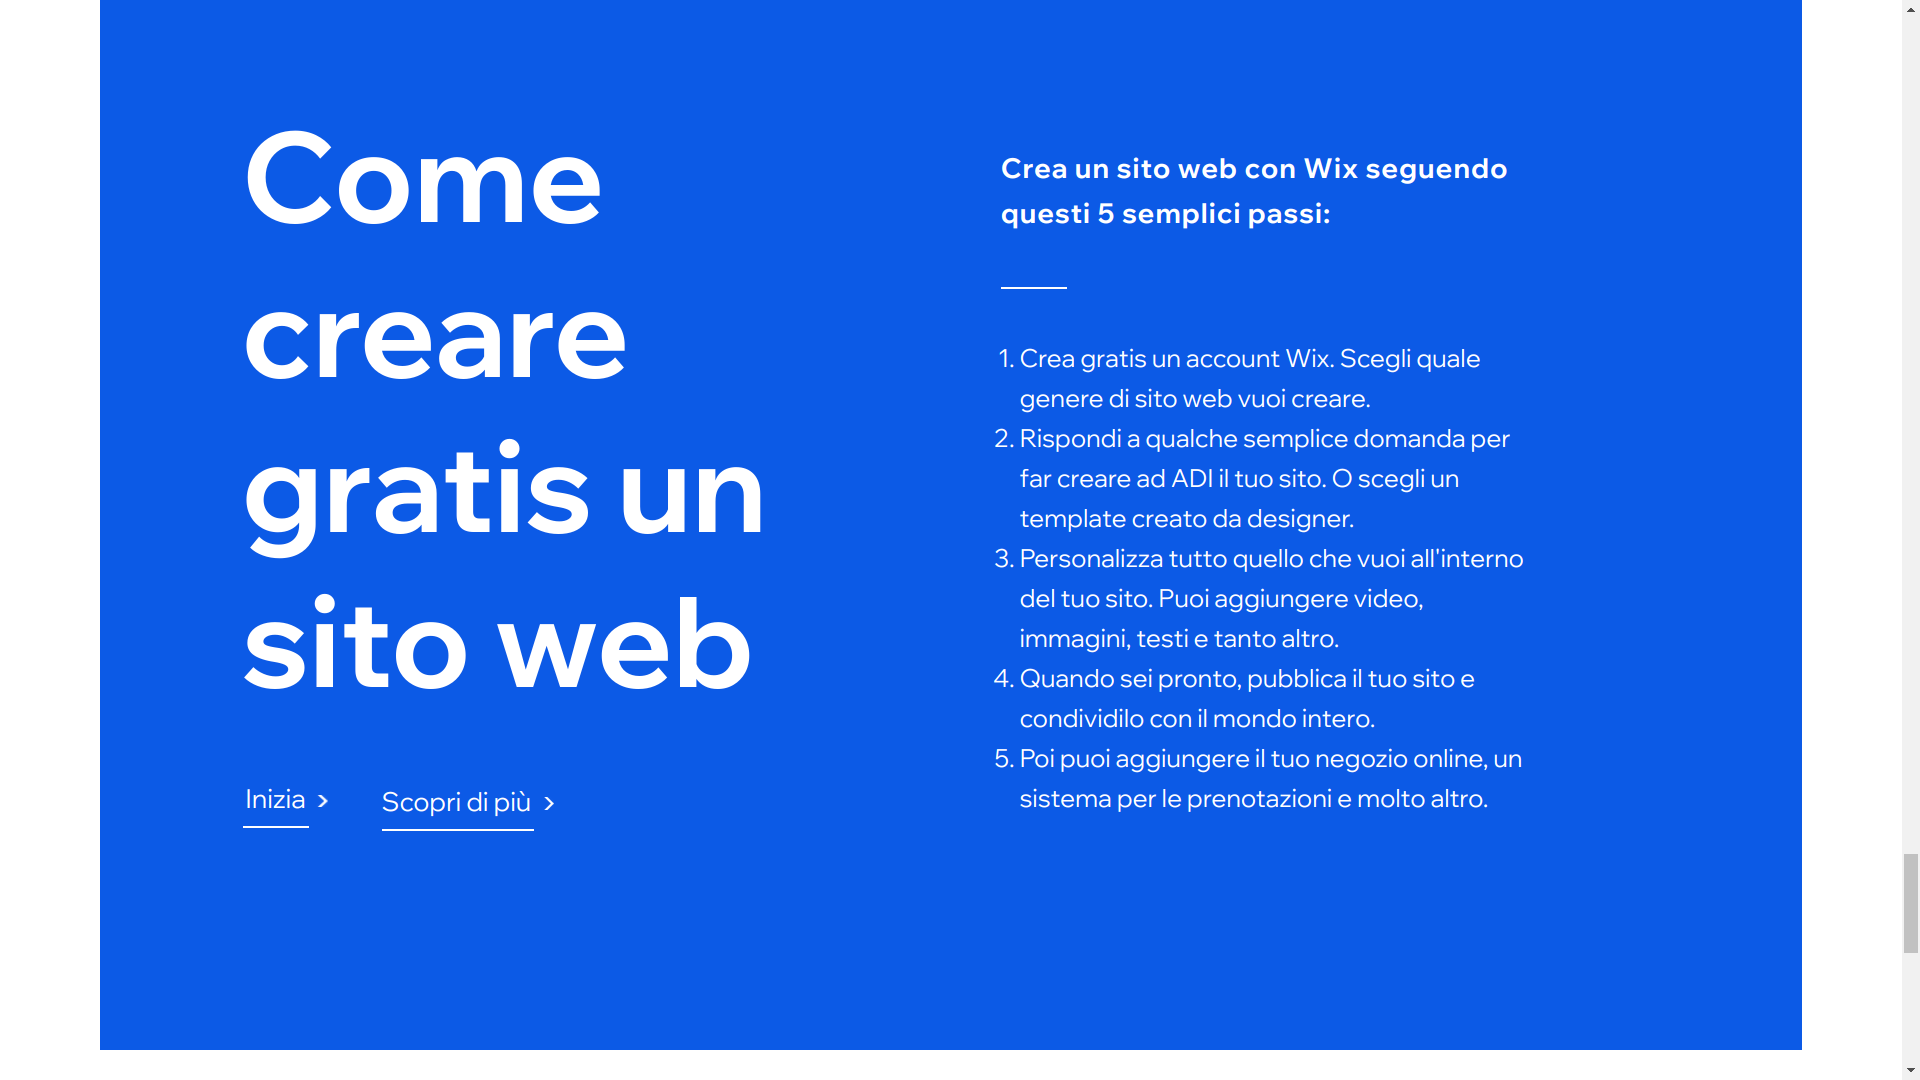 Come
creare
gratis un
sito web
Inizia >
Scopri di più >
Crea un sito web con Wix seguendo
questi 5 semplici passi:
1. Crea gratis un account Wix. Scegli quale
genere di sito web vuoi creare.
2. Rispondi a qualche semplice domanda per
far creare ad ADI il tuo sito. O scegli un
template creato da designer.
3. Personalizza tutto quello che vuoi all'interno
del tuo sito. Puoi aggiungere video,
immagini, testi e tanto altro.
4. Quando sei pronto, pubblica il tuo sito e
condividilo con il mondo intero.
5. Poi puoi aggiungere il tuo negozio online, un
sistema per le prenotazioni e molto altro.